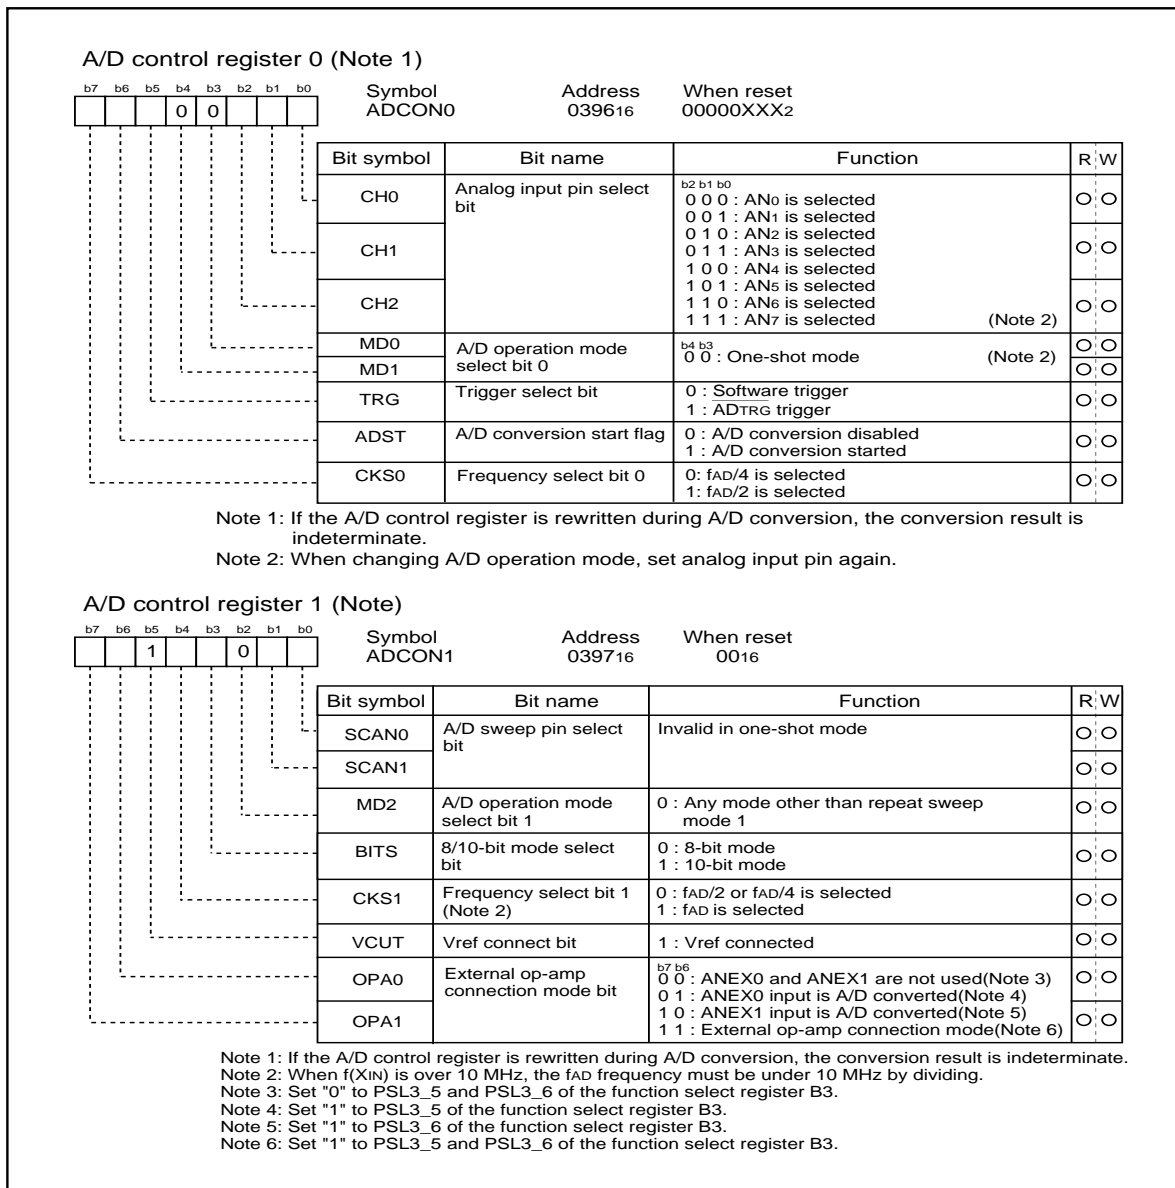 A/D control register 0 (Note 1)
b7 b6 b5 b4 b3 b2 b1 b0
0 0
Symbol Address When reset
ADCON0 039616 00000XXX2
Bit symbol Bit name Function R W
CH0 Analog input pin select bit
b2 b1 b0
0 0 0 : AN0 is selected
0 0 1 : AN1 is selected
0 1 0 : AN2 is selected
CH1 0 1 1 : AN3 is selected
1 0 0 : AN4 is selected
1 0 1 : AN5 is selected
CH2 1 1 0 : AN6 is selected
1 1 1 : AN7 is selected (Note 2)
MD0 A/D operation mode
select bit 0
b4 b3
0 0 : One-shot mode (Note 2)
MD1
TRG Trigger select bit 0 : Software trigger
1 : ADTRG trigger
ADST A/D conversion start flag 0 : A/D conversion disabled
1 : A/D conversion started
CKS0 Frequency select bit 0 0: fAD/4 is selected
1: fAD/2 is selected
Note 1: If the A/D control register is rewritten during A/D conversion, the conversion result is
indeterminate.
Note 2: When changing A/D operation mode, set analog input pin again.
A/D control register 1 (Note)
b7 b6 b5 b4 b3 b2 b1 b0
1 0
Symbol Address When reset
ADCON1 039716 0016
Bit symbol Bit name Function R W
SCAN0 A/D sweep pin select
bit
Invalid in one-shot mode
SCAN1
MD2 A/D operation mode
select bit 1
0 : Any mode other than repeat sweep
mode 1
BITS 8/10-bit mode select
bit
0 : 8-bit mode
1 : 10-bit mode
CKS1 Frequency select bit 1
(Note 2)
0 : fAD/2 or fAD/4 is selected
1 : fAD is selected
VCUT Vref connect bit 1 : Vref connected
OPA0 External op-amp
connection mode bit
b7 b6
0 0 : ANEX0 and ANEX1 are not used(Note 3)
0 1 : ANEX0 input is A/D converted(Note 4)
OPA1 1 0 : ANEX1 input is A/D converted(Note 5)
1 1 : External op-amp connection mode(Note 6)
Note 1: If the A/D control register is rewritten during A/D conversion, the conversion result is indeterminate.
Note 2: When f(XIN) is over 10 MHz, the fAD frequency must be under 10 MHz by dividing.
Note 3: Set "0" to PSL3_5 and PSL3_6 of the function select register B3.
Note 4: Set "1" to PSL3_5 of the function select register B3.
Note 5: Set "1" to PSL3_6 of the function select register B3.
Note 6: Set "1" to PSL3_5 and PSL3_6 of the function select register B3.